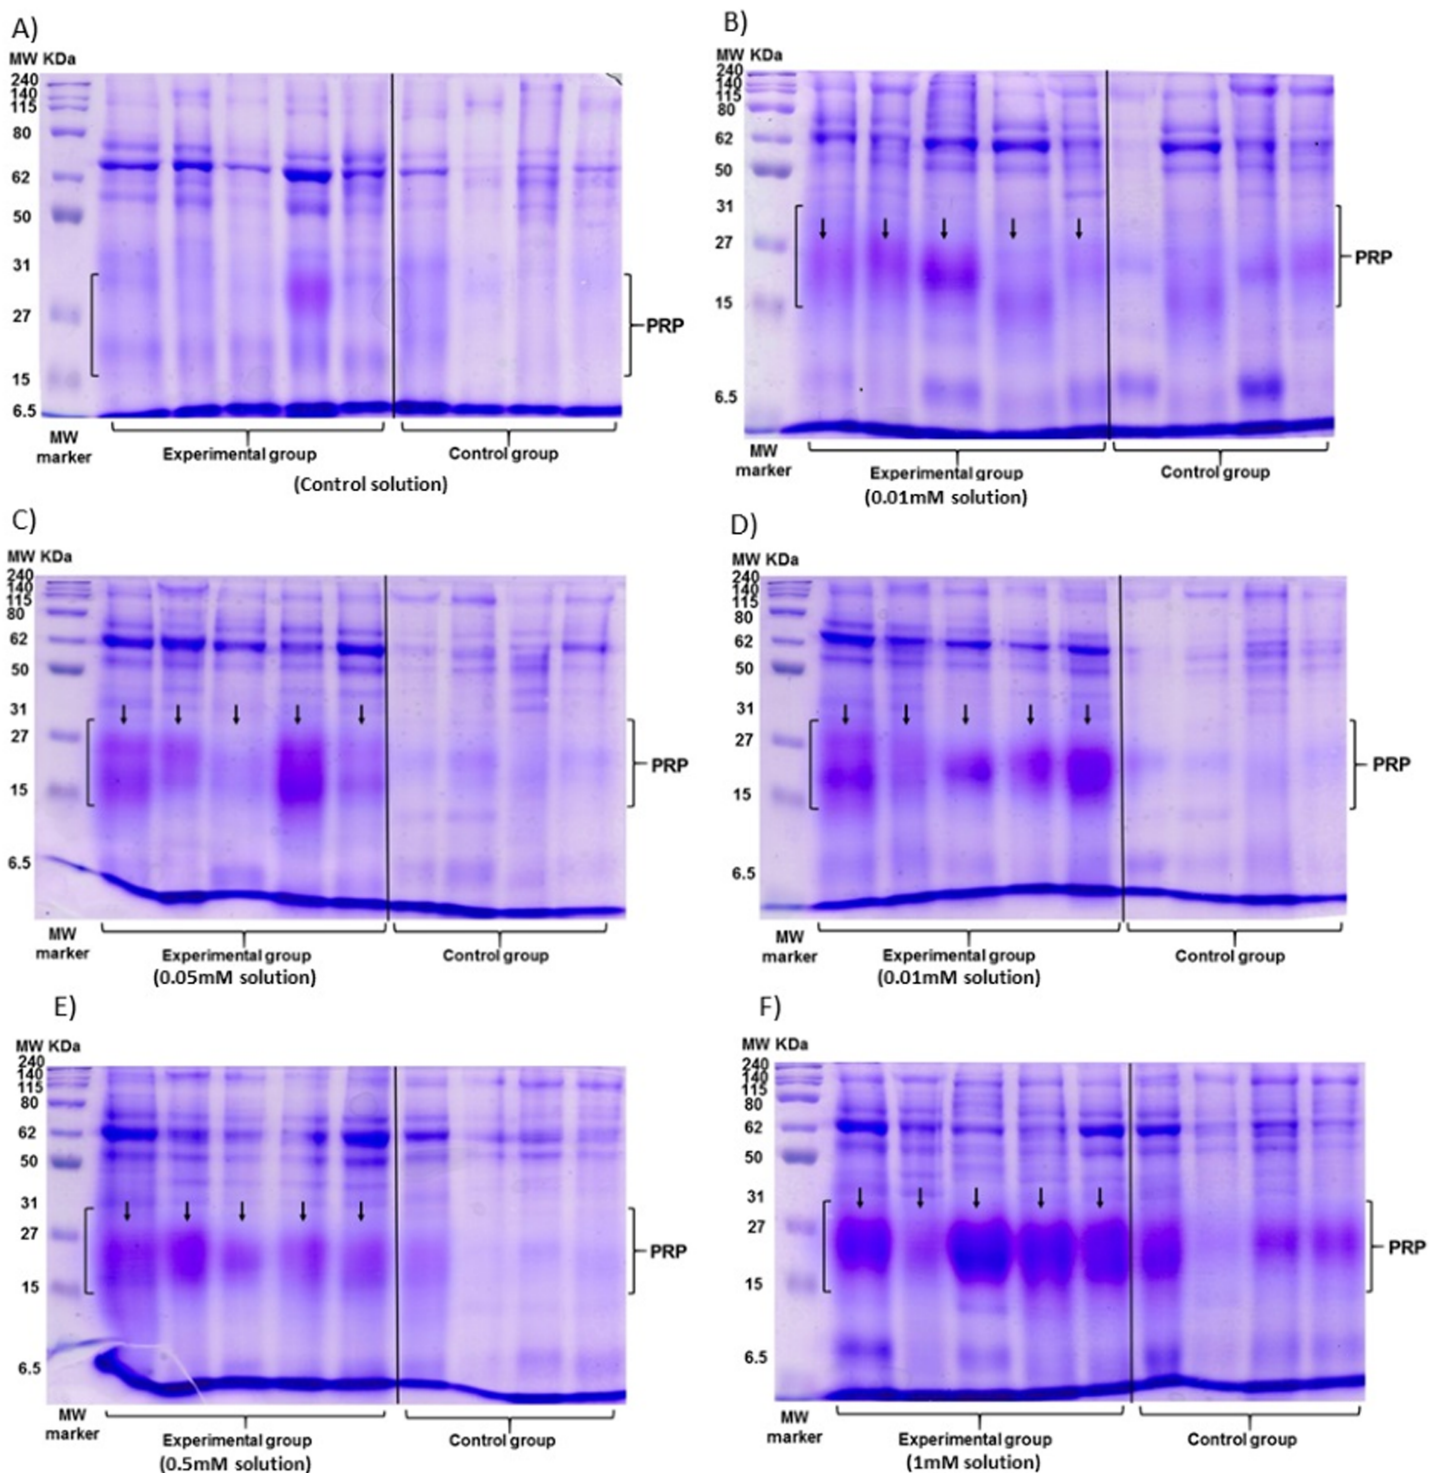 A)
MW KDa
240
140
115
80
62
50
31
27
15
6.5
PRP
MW
marker
Experimental group
Control group
(Control solution)
B)
MW KDa
240
140
115
80
62
50
31
27
15
6.5
PRP
MW
marker
Experimental group
Control group
(0.01mM solution)
C)
MW KDa
240
140
115
80
62
50
31
27
15
6.5
PRP
MW
marker
Experimental group
Control group
(0.05mM solution)
D)
MW KDa
240
140
115
80
62
50
31
27
15
6.5
PRP
MW
marker
Experimental group
Control group
(0.01mM solution)
E)
MW KDa
240
140
115
80
62
50
31
27
15
6.5
PRP
MW
marker
Experimental group
Control group
(0.5mM solution)
F)
MW KDa
240
140
115
80
62
50
31
27
15
6.5
PRP
MW
marker
Experimental group
Control group
(1mM solution)